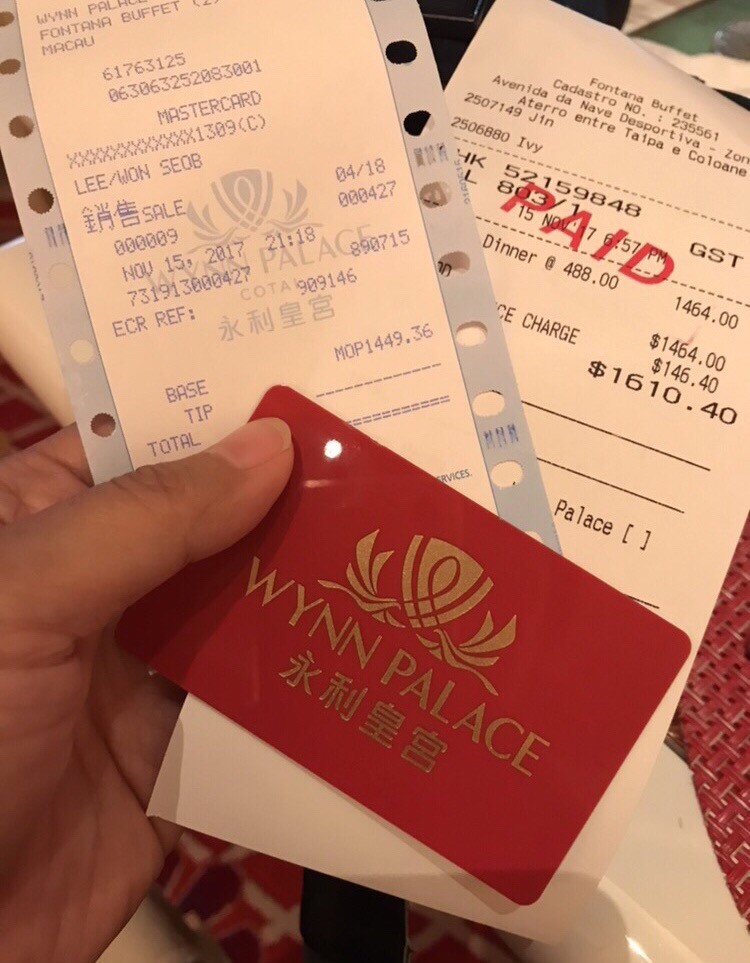 WYNN PALACE
FONTANA BUFFET (2)
MACAU
61763125
063063252083001
MASTERCARD
XXXXXXXXXXXX1309(C)
LEE/WON SEOB
04/18
銷售SALE
000427
000009
NOV 15, 2017 21:18
890715
731913000427
909146
ECR REF:
WYNN PALACE
COTAI
永利皇宮
MOP1449.36
BASE
TIP
TOTAL
SERVICES.
Fontana Buffet
Cadastro NO. : 235561
Avenida da Nave Desportiva - Zon
Aterro entre Taipa e Coloane
2507149 Jin
2506880 Ivy
HK 52159848
L 803/1
GST
15 NOV'17 6:57 PM
PAID
Dinner @ 488.00
1464.00
CE CHARGE
$1464.00
$146.40
$1610.40
Palace [ ]
WYNN PALACE
永利皇宮